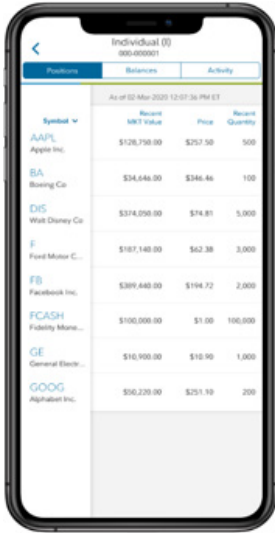 Individual (I)
000-000001
Positions Balances Activity
As of 02-Mar-2020 12:07:36 PM ET
Symbol Recent MKT Value Price Recent Quantity
AAPL $128,750.00 $257.50 500
Apple Inc.
BA $34,646.00 $346.46 100
Boeing Co
DIS $374,050.00 $74.81 5,000
Walt Disney Co
F $187,140.00 $62.38 3,000
Ford Motor C...
FB $389,440.00 $194.72 2,000
Facebook Inc.
FCASH $100,000.00 $1.00 100,000
Fidelity Mone...
GE $10,900.00 $10.90 1,000
General Electr...
GOOG $50,220.00 $251.10 200
Alphabet Inc.